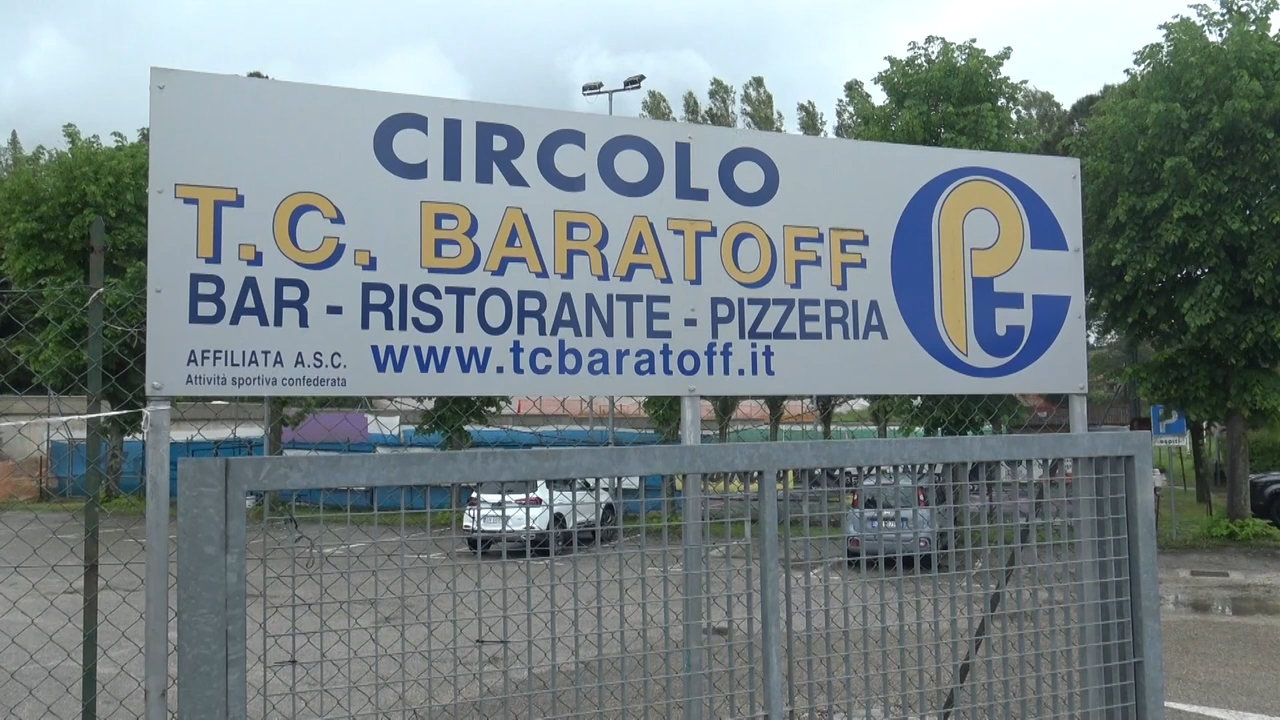 CIRCOLO
T.C. BARATOFF
BAR - RISTORANTE - PIZZERIA
AFFILIATA A.S.C.
Attività sportiva confederata
www.tcbaratoff.it
P